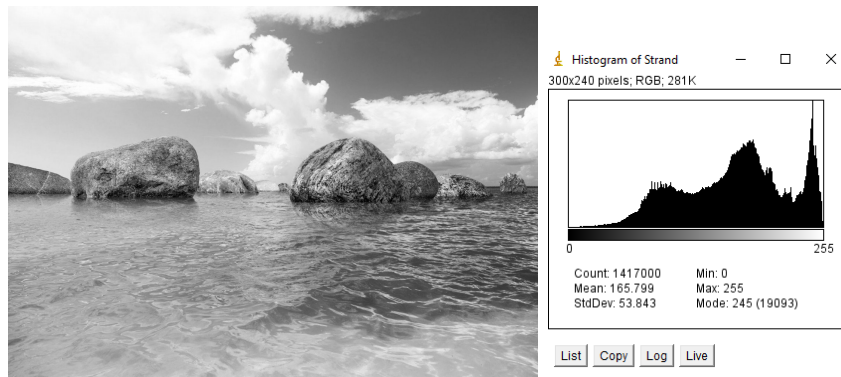 Histogram of Strand
300x240 pixels; RGB; 281K
0 255
Count: 1417000 Min: 0
Mean: 165.799 Max: 255
StdDev: 53.843 Mode: 245 (19093)
List Copy Log Live